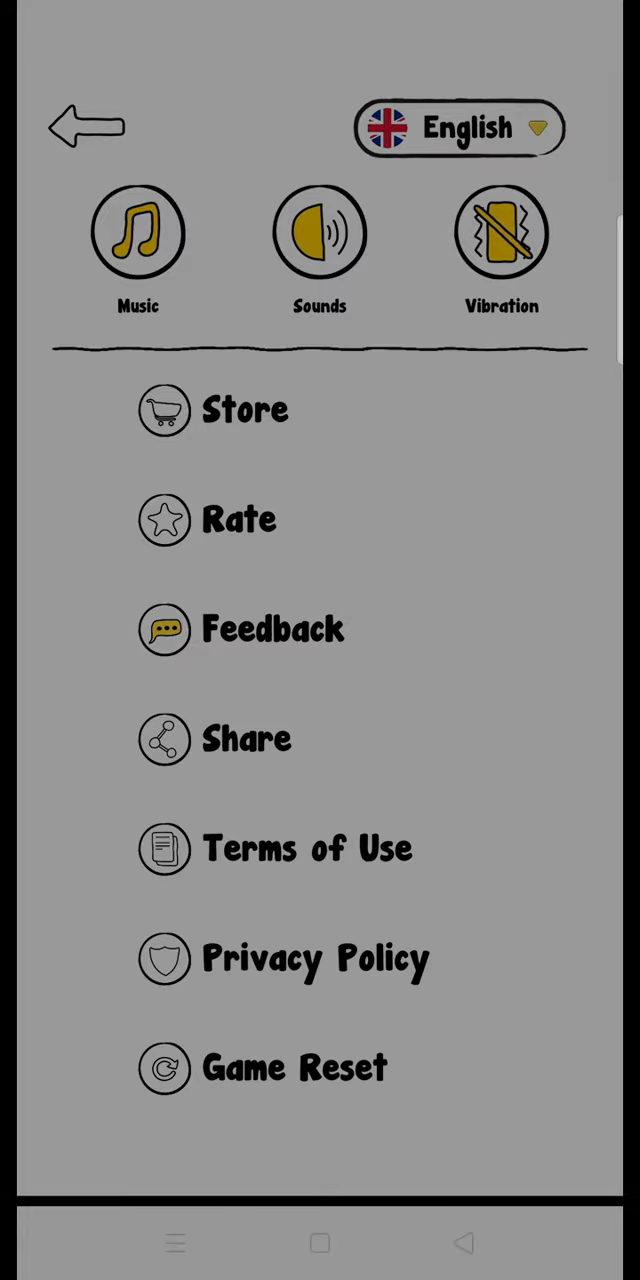 English
Music
Sounds
Vibration
Store
Rate
Feedback
Share
Terms of Use
Privacy Policy
Game Reset